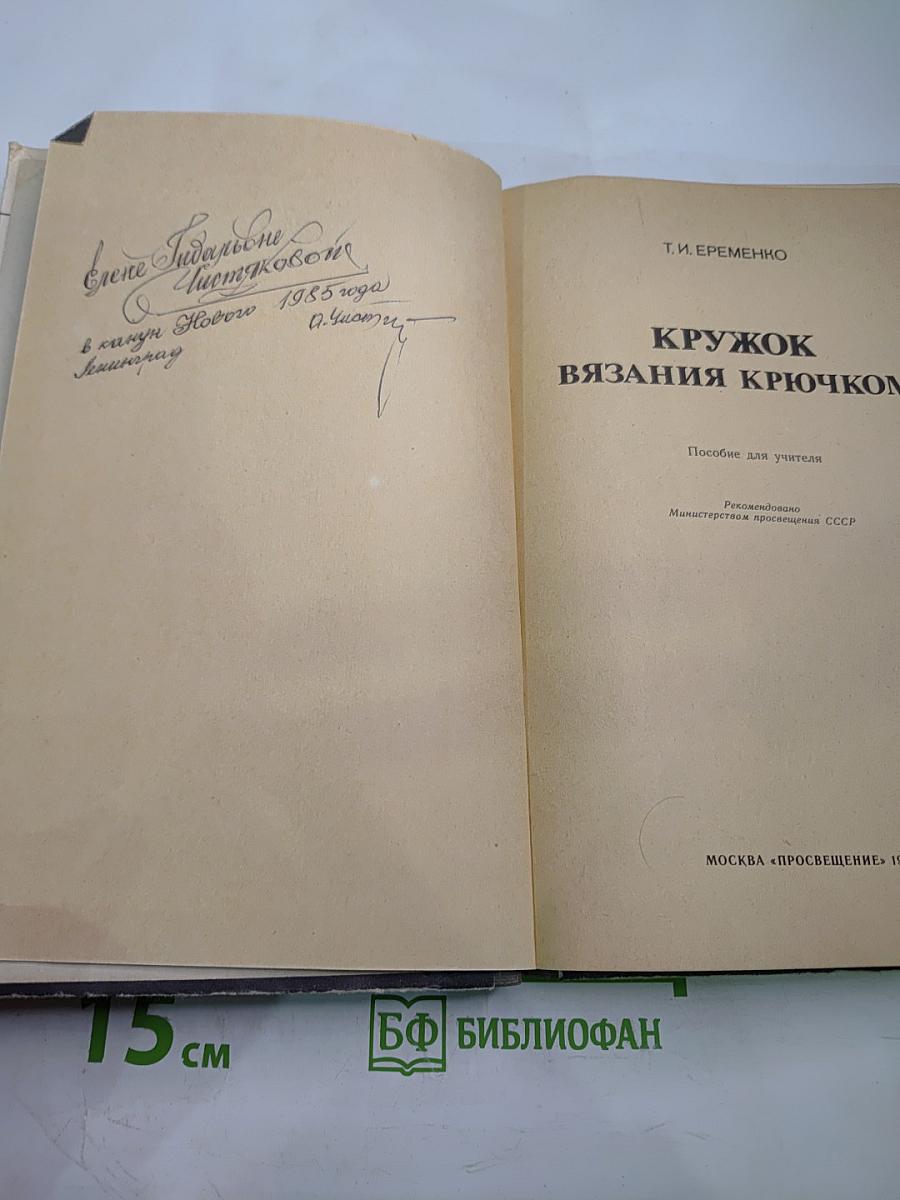 Елене
Чистяковой
в канун Нового 1985 года
Ленинград
Т. И. ЕРЕМЕНКО
КРУЖОК
ВЯЗАНИЯ КРЮЧКОМ
Пособие для учителя
Рекомендовано
Министерством просвещения СССР
МОСКВА «ПРОСВЕЩЕНИЕ» 19
15 см
БФ БИБЛИОФАН